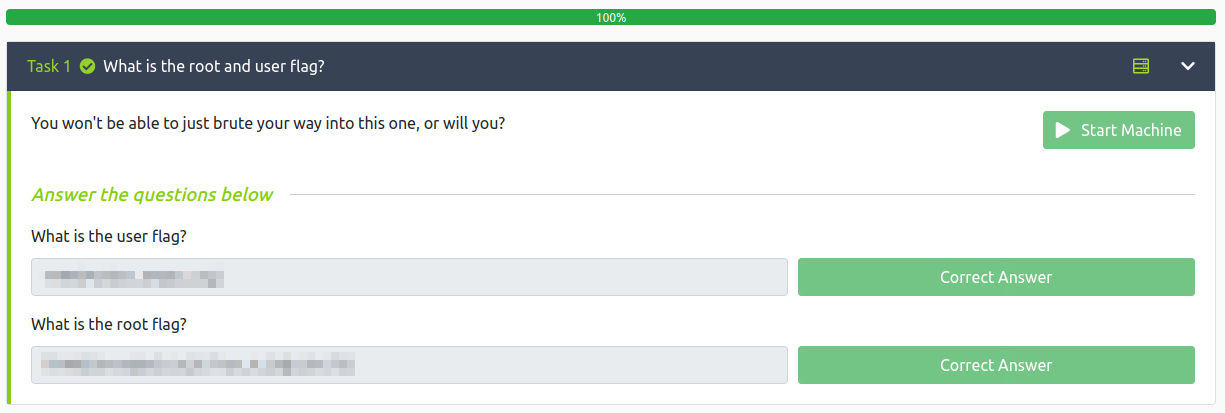 100%
Task 1 What is the root and user flag?
You won't be able to just brute your way into this one, or will you?
Start Machine
Answer the questions below
What is the user flag?
Correct Answer
What is the root flag?
Correct Answer